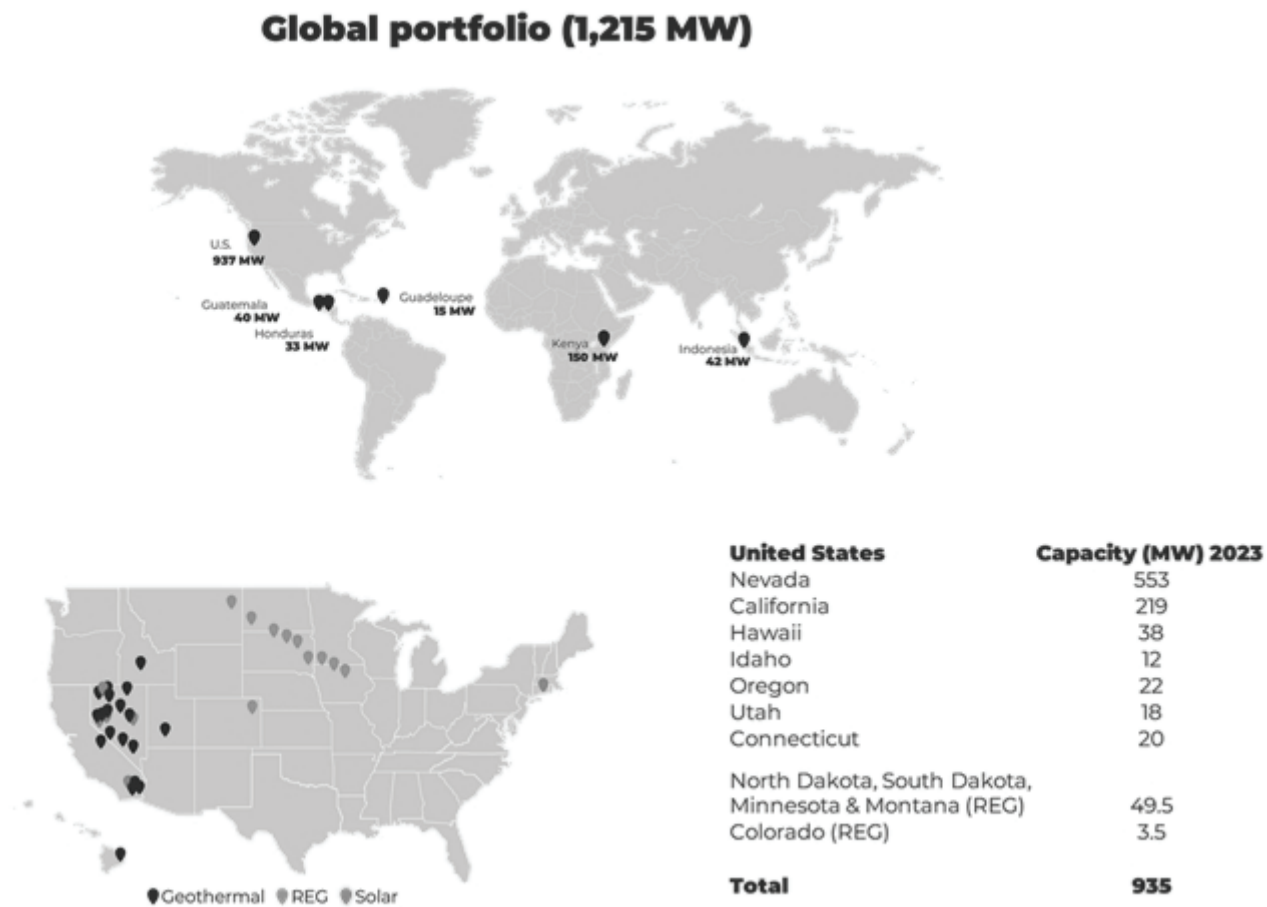 Global portfolio (1,215 MW)
U.S.
937 MW
Guatemala
40 MW
Honduras
33 MW
Guadeloupe
15 MW
Kenya
150 MW
Indonesia
42 MW
United States Capacity (MW) 2023
Nevada 553
California 219
Hawaii 38
Idaho 12
Oregon 22
Utah 18
Connecticut 20
North Dakota, South Dakota,
Minnesota & Montana (REG) 49.5
Colorado (REG) 3.5
Total 935
Geothermal REG Solar